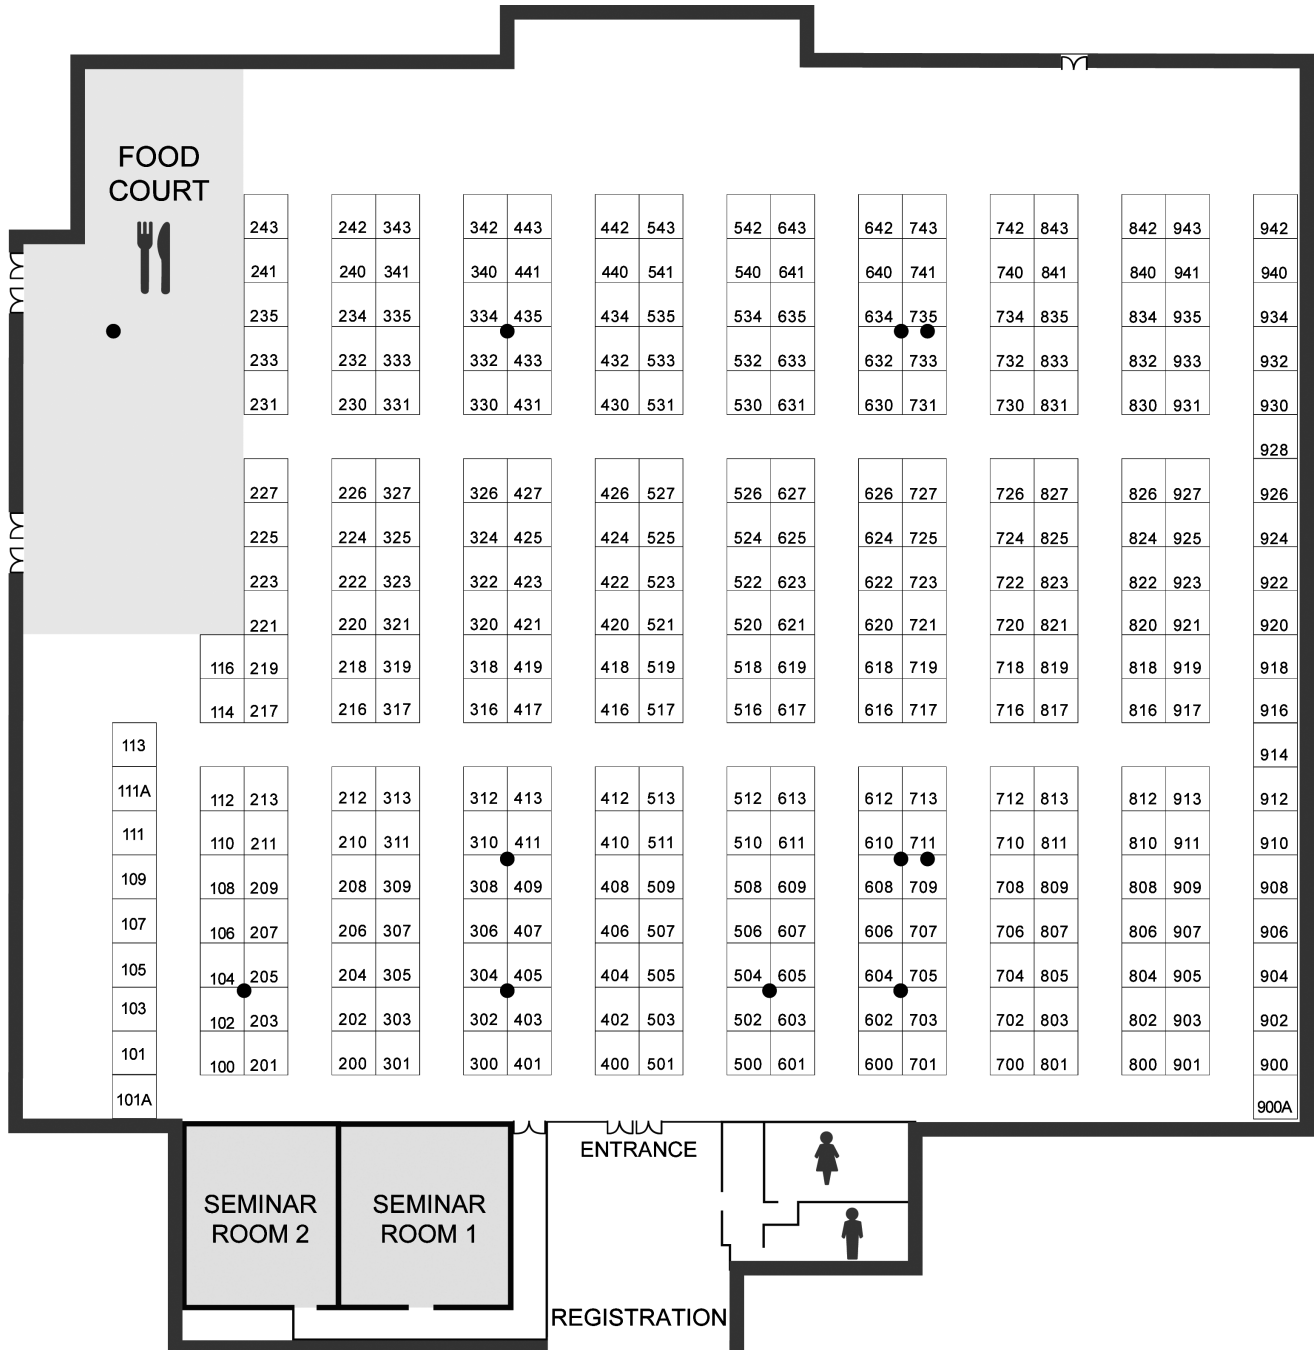 FOOD
COURT
243 242 343 342 443 442 543 542 643 642 743 742 843 842 943 942
241 240 341 340 441 440 541 540 641 640 741 740 841 840 941 940
235 234 335 334 435 434 535 534 635 634 735 734 835 834 935 934
233 232 333 332 433 432 533 532 633 632 733 732 833 832 933 932
231 230 331 330 431 430 531 530 631 630 731 730 831 830 931 930
928
227 226 327 326 427 426 527 526 627 626 727 726 827 826 927 926
225 224 325 324 425 424 525 524 625 624 725 724 825 824 925 924
223 222 323 322 423 422 523 522 623 622 723 722 823 822 923 922
221 220 321 320 421 420 521 520 621 620 721 720 821 820 921 920
116 219 218 319 318 419 418 519 518 619 618 719 718 819 818 919 918
114 217 216 317 316 417 416 517 516 617 616 717 716 817 816 917 916
113 914
111A 112 213 212 313 312 413 412 513 512 613 612 713 712 813 812 913 912
111 110 211 210 311 310 411 410 511 510 611 610 711 710 811 810 911 910
109 108 209 208 309 308 409 408 509 508 609 608 709 708 809 808 909 908
107 106 207 206 307 306 407 406 507 506 607 606 707 706 807 806 907 906
105 104 205 204 305 304 405 404 505 504 605 604 705 704 805 804 905 904
103 102 203 202 303 302 403 402 503 502 603 602 703 702 803 802 903 902
101 100 201 200 301 300 401 400 501 500 601 600 701 700 801 800 901 900
101A 900A
ENTRANCE
SEMINAR
ROOM 2
SEMINAR
ROOM 1
REGISTRATION